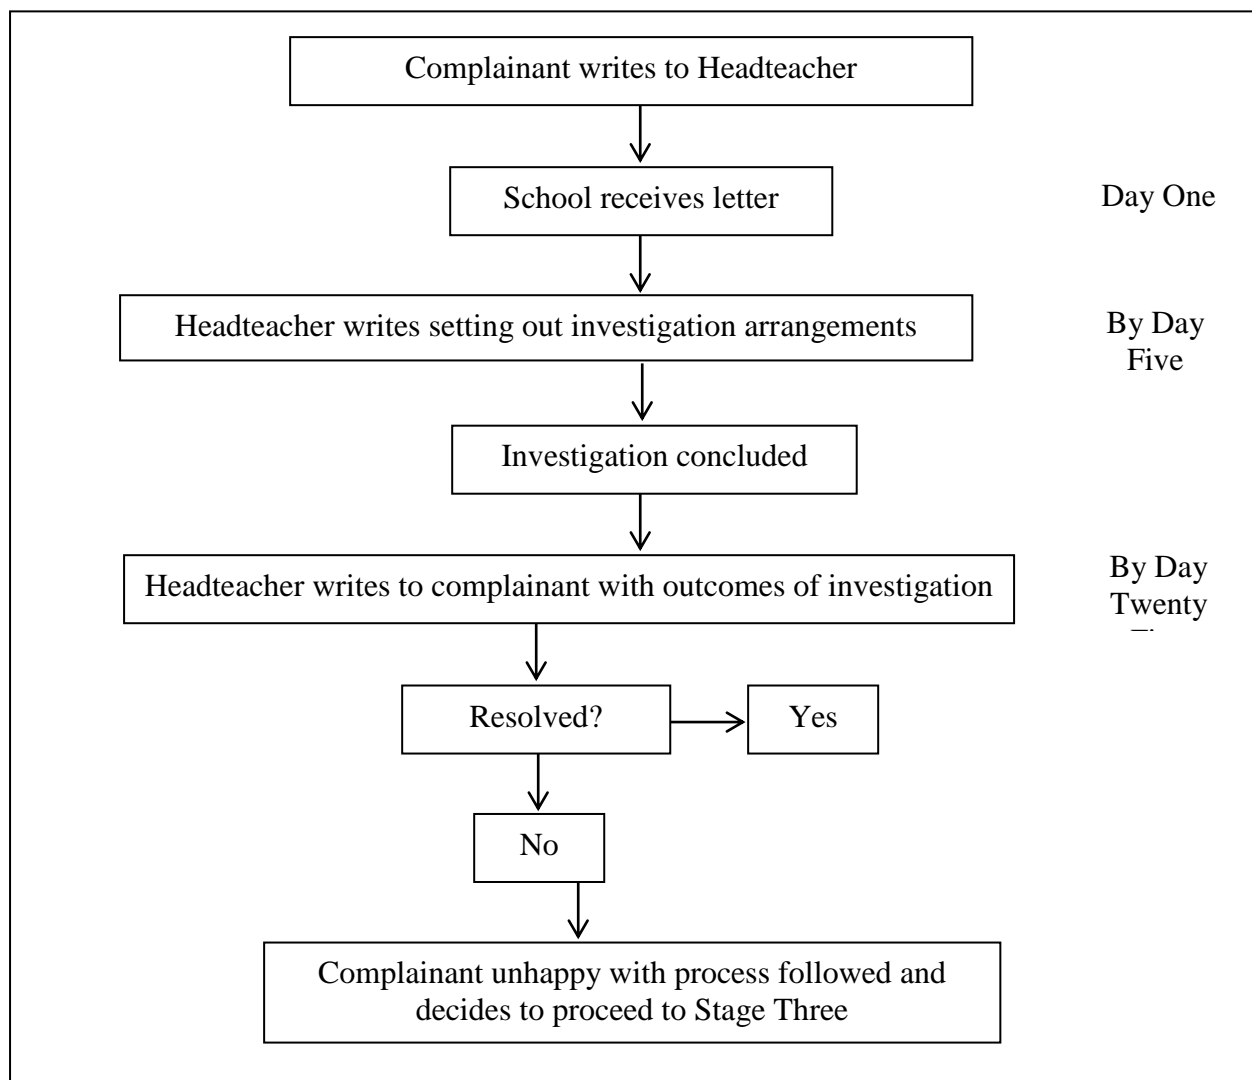 Complainant writes to Headteacher
School receives letter
Day One
Headteacher writes setting out investigation arrangements
By Day
Five
Investigation concluded
Headteacher writes to complainant with outcomes of investigation
By Day
Twenty
Resolved?
Yes
No
Complainant unhappy with process followed and
decides to proceed to Stage Three